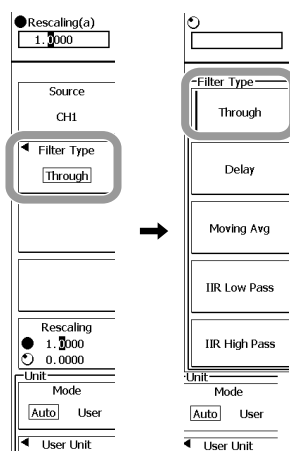 Rescaling(a)
1.0000
Source
CH1
Filter Type
Through
Rescaling
1.0000
0.0000
Unit
Mode
Auto User
User Unit
Filter Type
Through
Delay
Moving Avg
IIR Low Pass
IIR High Pass
Unit
Mode
Auto User
User Unit